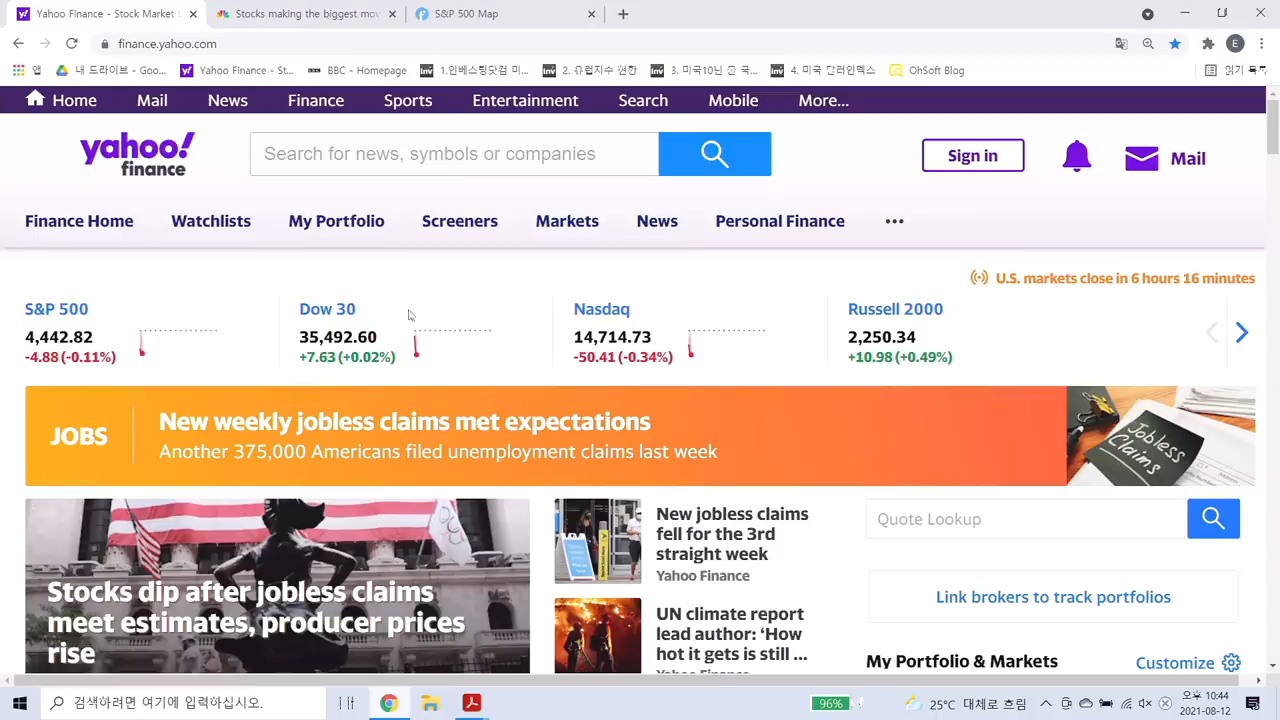 Yahoo Finance - Stock Market L
Stocks making the biggest mov
S&P 500 Map
finance.yahoo.com
E
앱
내 드라이브 - Goo...
Yahoo Finance - St...
BBC - Homepage
1.인베스팅닷컴 미...
2. 유럽지수 현황
3. 미국10년 준 국...
4. 미국 달러인덱스
OhSoft Blog
읽기 목록
Home
Mail
News
Finance
Sports
Entertainment
Search
Mobile
More...
yahoo!
finance
Search for news, symbols or companies
Sign in
Mail
Finance Home
Watchlists
My Portfolio
Screeners
Markets
News
Personal Finance
U.S. markets close in 6 hours 16 minutes
S&P 500
4,442.82
-4.88 (-0.11%)
Dow 30
35,492.60
+7.63 (+0.02%)
Nasdaq
14,714.73
-50.41 (-0.34%)
Russell 2000
2,250.34
+10.98 (+0.49%)
JOBS
New weekly jobless claims met expectations
Another 375,000 Americans filed unemployment claims last week
Jobless
Claims
Stocks dip after jobless claims
meet estimates, producer prices
rise
New jobless claims
fell for the 3rd
straight week
Yahoo Finance
UN climate report
lead author: ‘How
hot it gets is still ...
Yahoo Finance
Quote Lookup
Link brokers to track portfolios
My Portfolio & Markets
Customize
검색하려면 여기에 입력하십시오.
96%
25°C 대체로 흐림
오후 10:44
2021-08-12